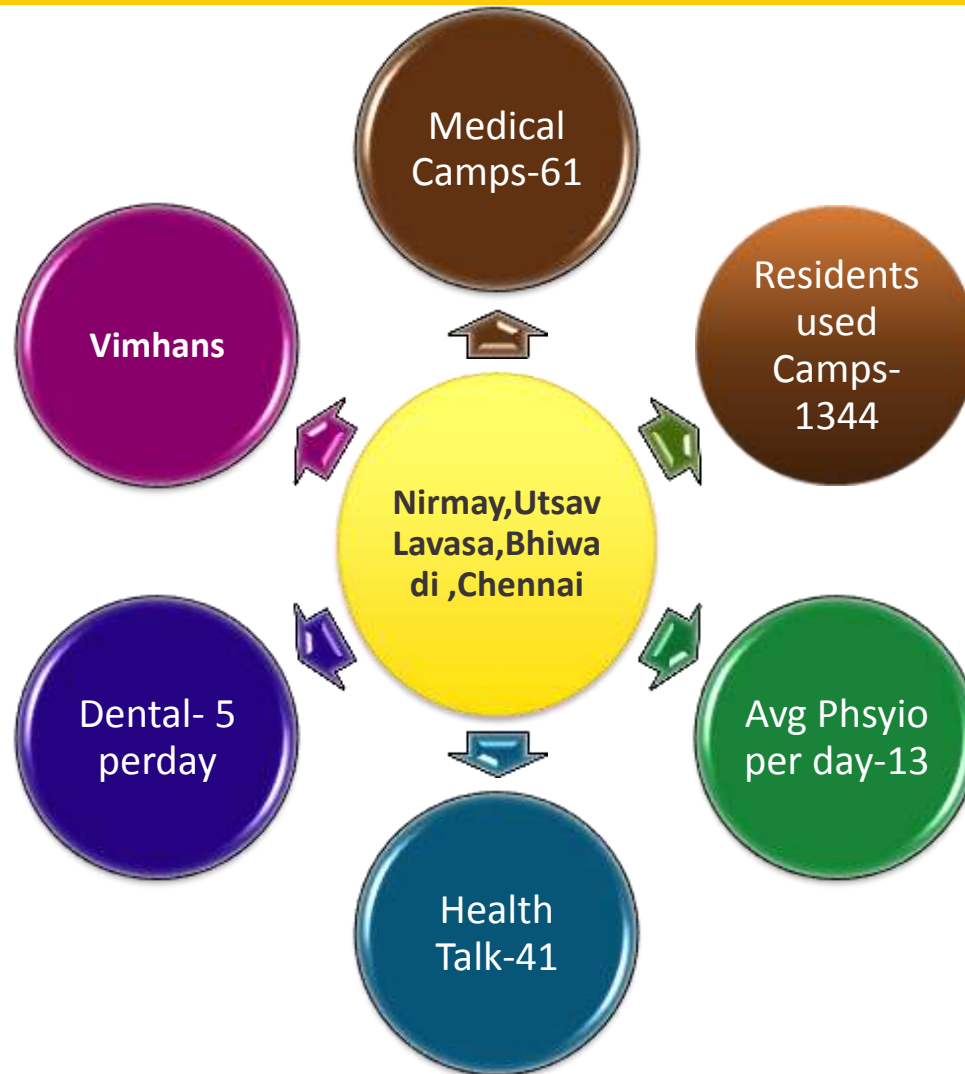 Medical
Camps-61
Residents
used
Camps-
1344
Vimhans
Nirmay,Utsav
Lavasa,Bhiwa
di ,Chennai
Dental- 5
perday
Avg Phsyio
per day-13
Health
Talk-41